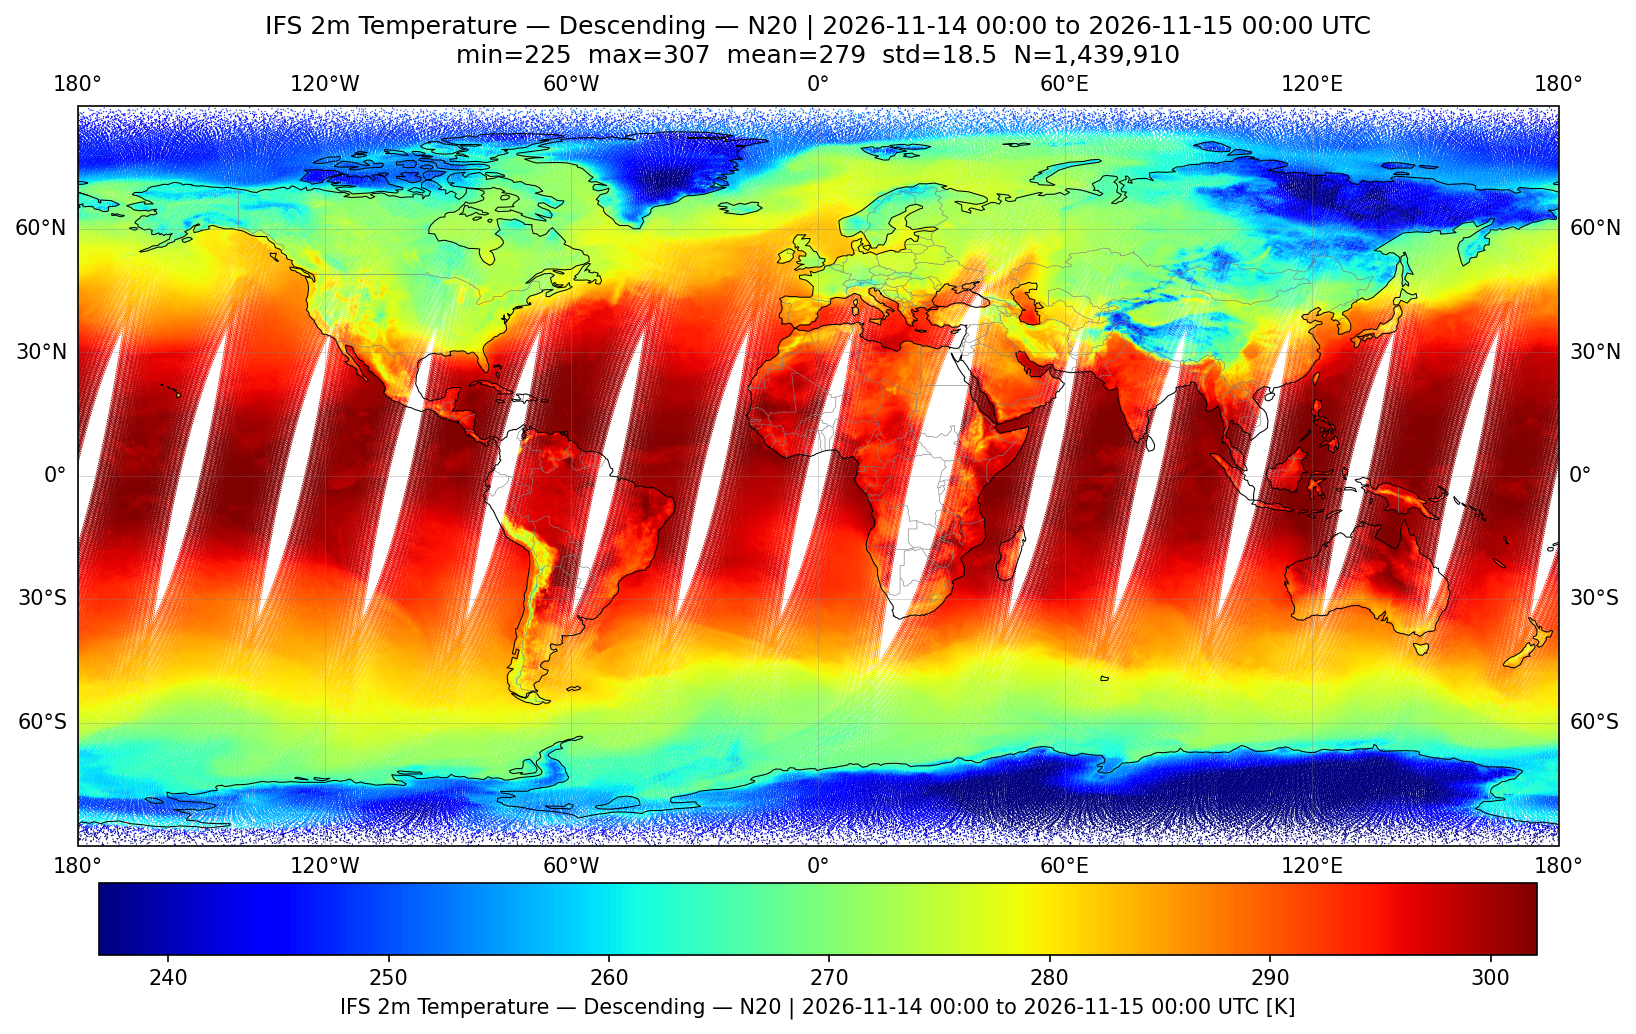 IFS 2m Temperature — Descending — N20 | 2026-11-14 00:00 to 2026-11-15 00:00 UTC
min=225 max=307 mean=279 std=18.5 N=1,439,910
180° 120°W 60°W 0° 60°E 120°E 180°
60°N 60°N
30°N 30°N
0° 0°
30°S 30°S
60°S 60°S
180° 120°W 60°W 0° 60°E 120°E 180°
240 250 260 270 280 290 300
IFS 2m Temperature — Descending — N20 | 2026-11-14 00:00 to 2026-11-15 00:00 UTC [K]